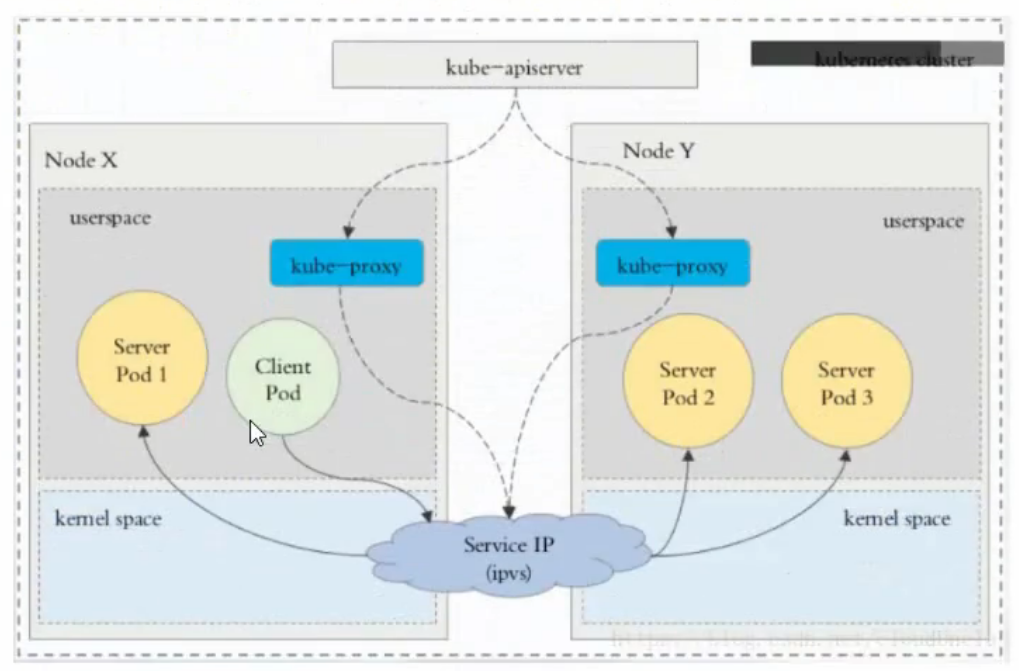 kube-apiserver
kubernetes cluster
Node X
Node Y
userspace
userspace
kube-proxy
kube-proxy
Server
Pod 1
Client
Pod
Server
Pod 2
Server
Pod 3
kernel space
kernel space
Service IP
(ipvs)